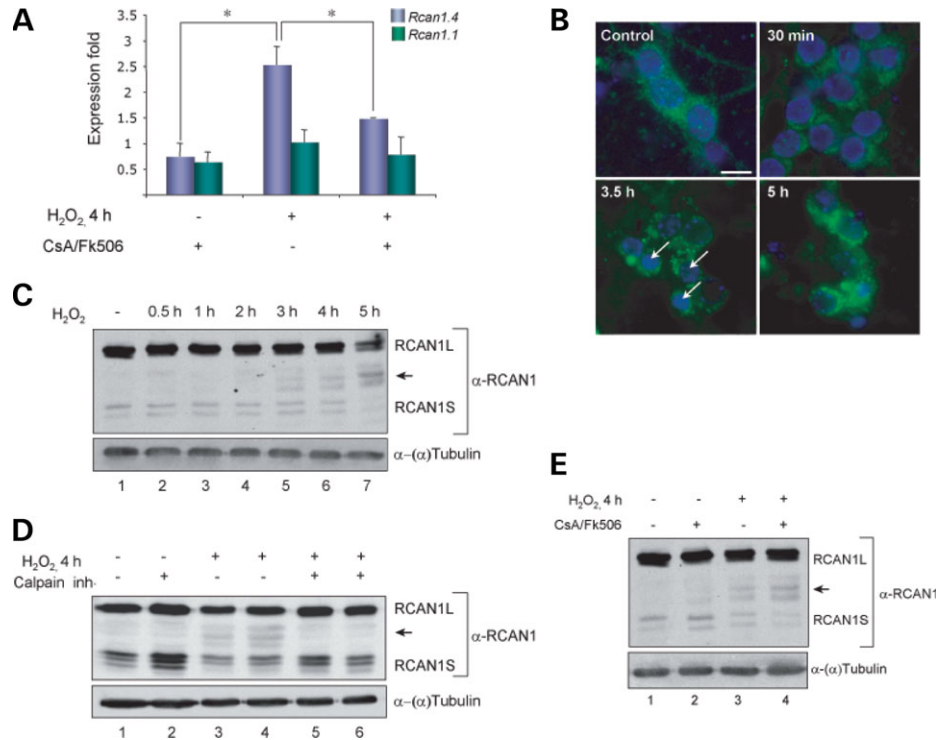 A
Expression fold
3.5
3
2.5
2
1.5
1
0.5
* *
Rcan1.4
Rcan1.1
H₂O₂, 4 h - + +
CsA/Fk506 + - +
B
Control
30 min
3.5 h
5 h
C
H₂O₂ - 0.5 h 1 h 2 h 3 h 4 h 5 h
RCAN1L
α-RCAN1
RCAN1S
α-(α)Tubulin
1 2 3 4 5 6 7
D
H₂O₂, 4 h - - + + + +
Calpain inh· - + - - + +
RCAN1L
α-RCAN1
RCAN1S
α-(α)Tubulin
1 2 3 4 5 6
E
H₂O₂, 4 h - - + +
CsA/Fk506 - + - +
RCAN1L
α-RCAN1
RCAN1S
α-(α)Tubulin
1 2 3 4